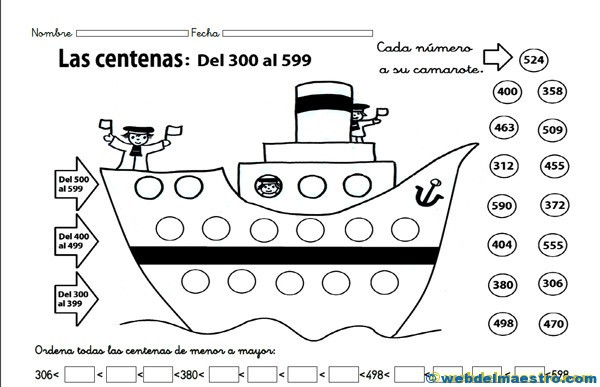 Nombre Fecha
Las centenas: Del 300 al 599
Cada número
a su camarote.
524
400 358
463 509
312 455
590 372
404 555
380 306
498 470
Del 500
al 599
Del 400
al 499
Del 300
al 399
Ordena todas las centenas de menor a mayor:
306< < < <380< < < < <498< < < < <598
© webdelmaestro.com